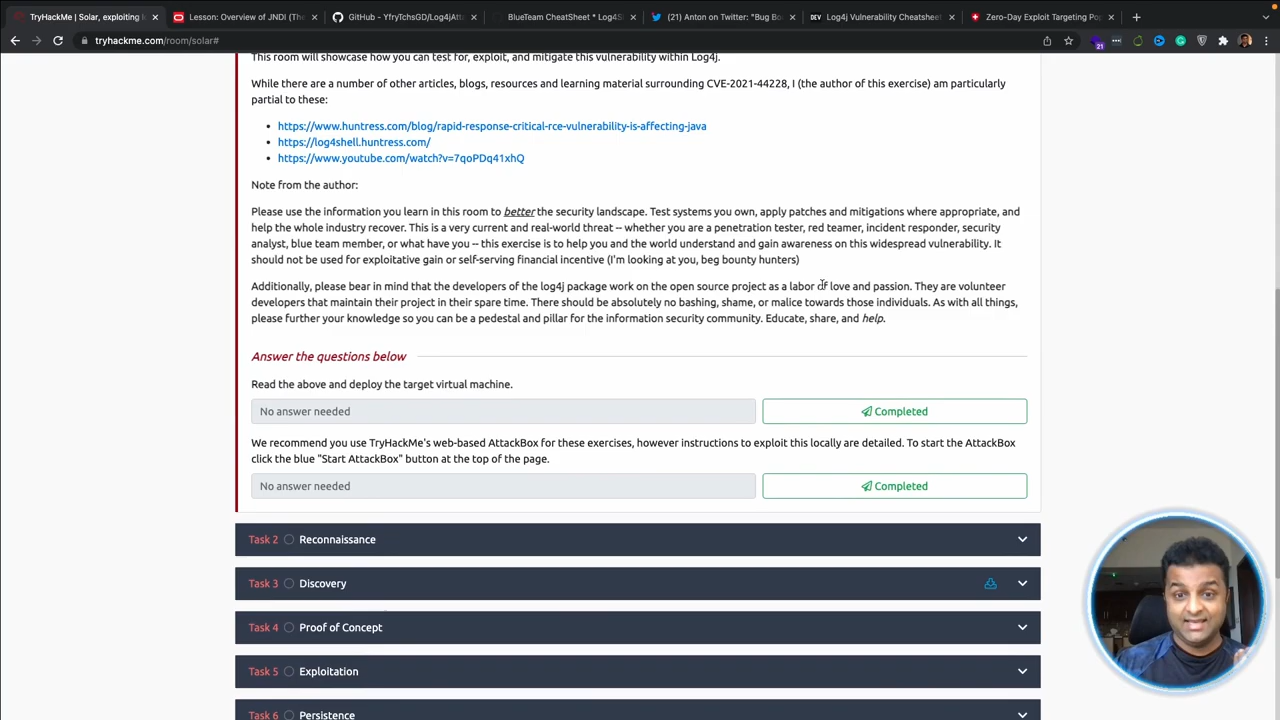 TryHackMe | Solar, exploiting l
Lesson: Overview of JNDI (The
GitHub - YfryTchsGD/Log4jAtt
BlueTeam CheatSheet * Log4S
(21) Anton on Twitter: "Bug Bo
Log4j Vulnerability Cheatshee
Zero-Day Exploit Targeting Pop
tryhackme.com/room/solar#
21
This room will showcase how you can test for, exploit, and mitigate this vulnerability within Log4j.
While there are a number of other articles, blogs, resources and learning material surrounding CVE-2021-44228, I (the author of this exercise) am particularly
partial to these:
• https://www.huntress.com/blog/rapid-response-critical-rce-vulnerability-is-affecting-java
• https://log4shell.huntress.com/
• https://www.youtube.com/watch?v=7qoPDq41xhQ
Note from the author:
Please use the information you learn in this room to better the security landscape. Test systems you own, apply patches and mitigations where appropriate, and
help the whole industry recover. This is a very current and real-world threat -- whether you are a penetration tester, red teamer, incident responder, security
analyst, blue team member, or what have you -- this exercise is to help you and the world understand and gain awareness on this widespread vulnerability. It
should not be used for exploitative gain or self-serving financial incentive (I'm looking at you, beg bounty hunters)
Additionally, please bear in mind that the developers of the log4j package work on the open source project as a labor of love and passion. They are volunteer
developers that maintain their project in their spare time. There should be absolutely no bashing, shame, or malice towards those individuals. As with all things,
please further your knowledge so you can be a pedestal and pillar for the information security community. Educate, share, and help.
Answer the questions below
Read the above and deploy the target virtual machine.
No answer needed
Completed
We recommend you use TryHackMe's web-based AttackBox for these exercises, however instructions to exploit this locally are detailed. To start the AttackBox
click the blue "Start AttackBox" button at the top of the page.
No answer needed
Completed
Task 2 Reconnaissance
Task 3 Discovery
Task 4 Proof of Concept
Task 5 Exploitation
Task 6 Persistence